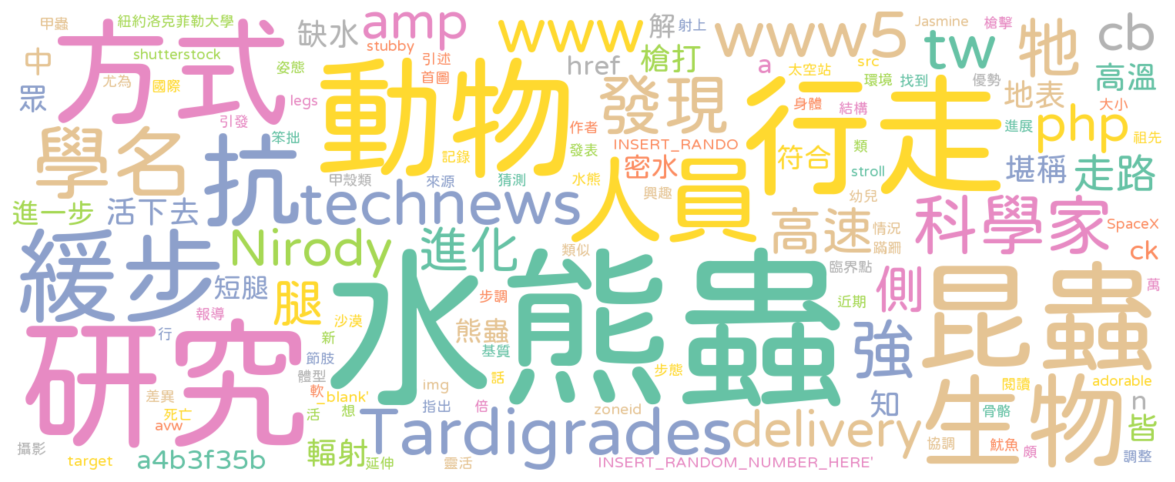 甲蟲
紐約洛克菲勒大學
缺水
amp
www
解
射上
www5
Jasmine
槍擊
cb
shutterstock
stubby
引述
首圖
href
槍打
a
太空站
src
tw
牠
中
尤為
國際
姿態
方式
眾
legs
引發
笨拙
動物
作者
發表
發現
INSERT_RANDO
身體
結構
環境
找到
優勢
地表
高溫
大小
進展
php
祖先
行走
學名
抗
記錄
甲殼類
來源
猜測
水熊
密水
興趣
符合
類
stroll
幼兒
堪稱
走路
進一步
活下去
technews
人員
高速
情況
蹣跚
科學家
SpaceX
ck
緩步
Nirody
進化
類似
臨界點
短腿
腿
步調
近期
側
萬
報導
行
沙漠
新
熊蟲
基質
水熊蟲
強
昆蟲
研究
節肢
體型
軟
blank'
img
話
步態
閱讀
adorable
差異
死亡
avw
活
想
指出
倍
zoneid
知
骨骼
n
皆
Tardigrades
delivery
生物
攝影
target
a4b3f35b
輻射
延伸
靈活
INSERT_RANDOM_NUMBER_HERE'
協調
魷魚
頗
調整